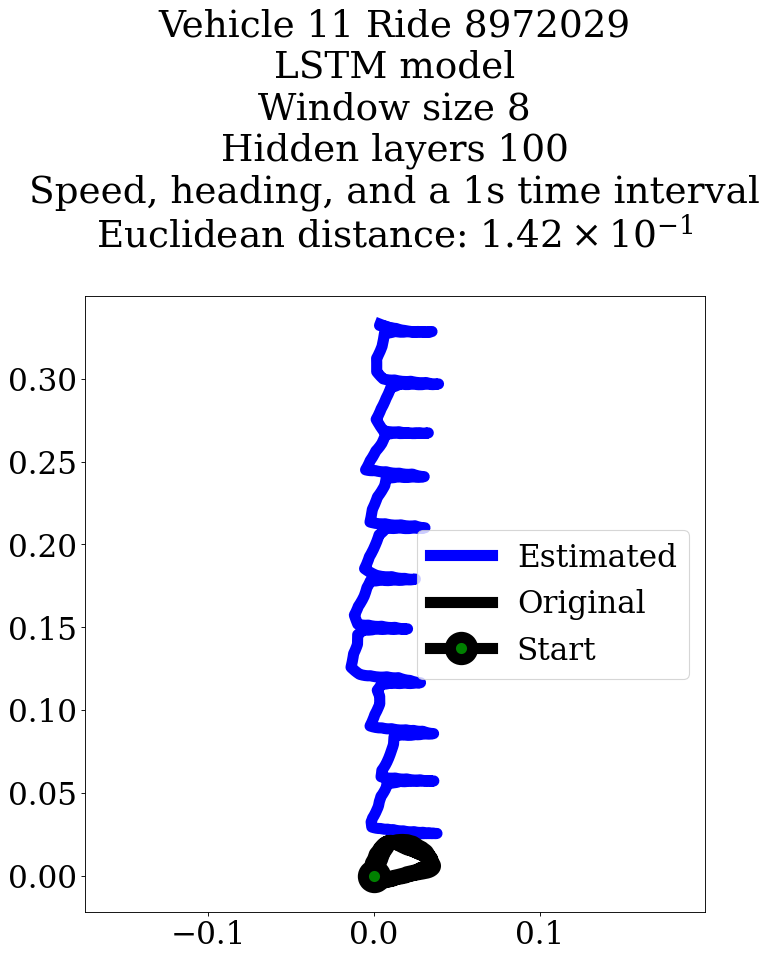 Vehicle 11 Ride 8972029
LSTM model
Window size 8
Hidden layers 100
Speed, heading, and a 1s time interval
Euclidean distance: 1.42 × 10⁻¹
0.30
0.25
0.20
0.15
0.10
0.05
0.00
−0.1
0.0
0.1
Estimated
Original
Start